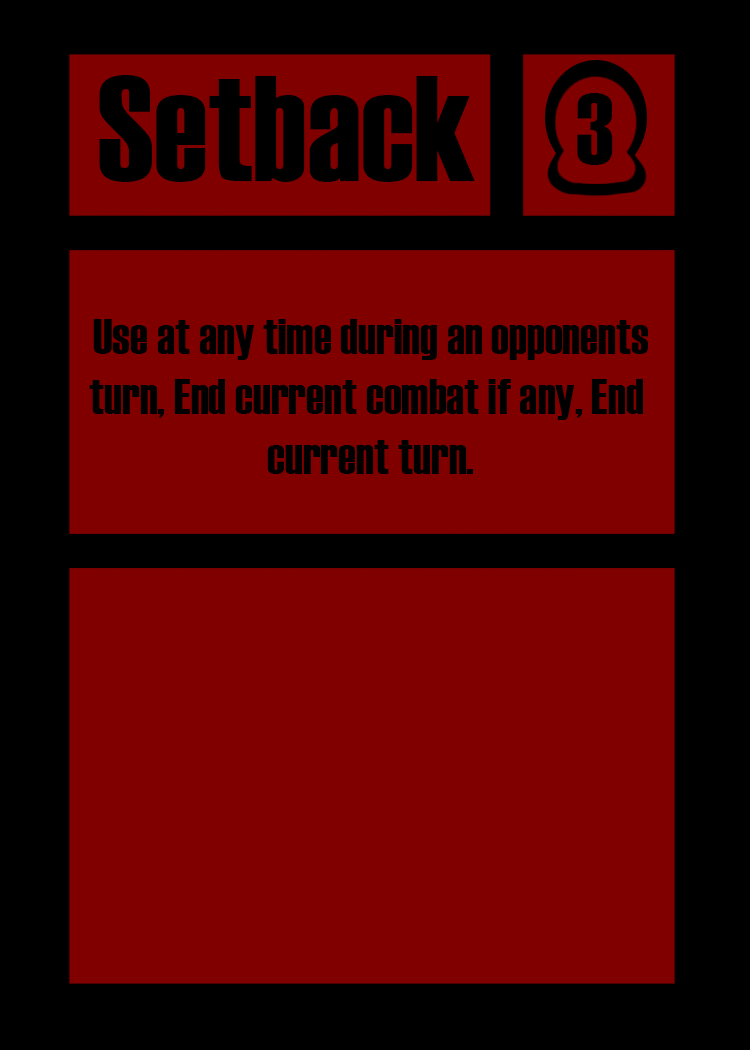 Setback
3
Use at any time during an opponents
turn, End current combat if any, End
current turn.